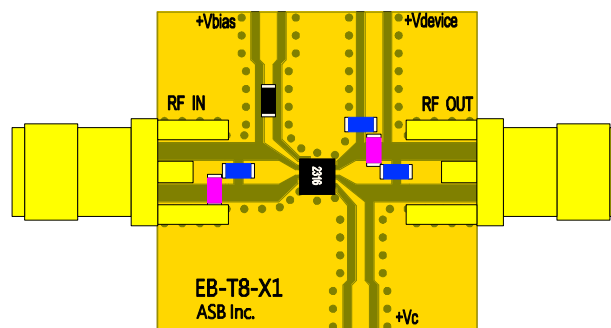 +Vbias
+Vdevice
RF IN
RF OUT
2316
EB-T8-X1
ASB Inc.
+Vc